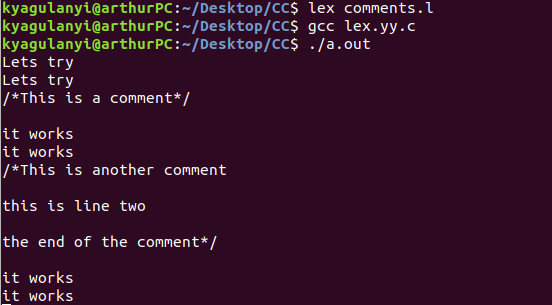 kyagulanyi@arthurPC:~/Desktop/CC$ lex comments.l
kyagulanyi@arthurPC:~/Desktop/CC$ gcc lex.yy.c
kyagulanyi@arthurPC:~/Desktop/CC$ ./a.out
Lets try
Lets try
/*This is a comment*/
it works
it works
/*This is another comment
this is line two
the end of the comment*/
it works
it works